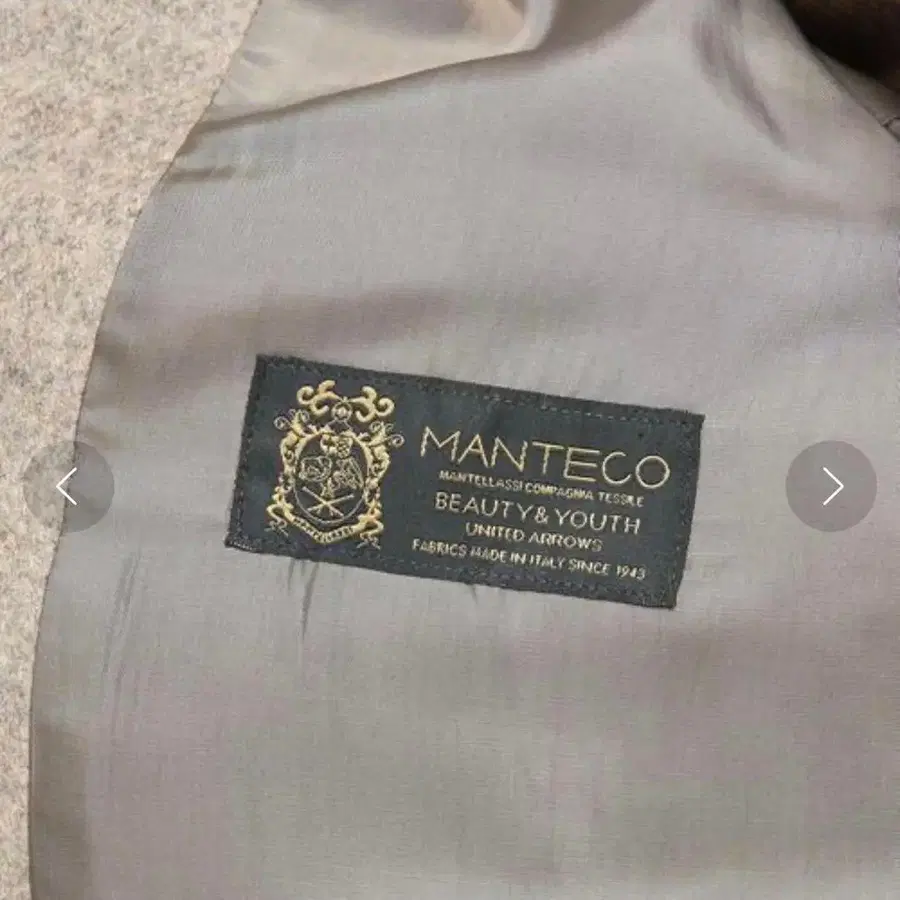 MANTECO
MANTELLASSI COMPAGNIA TESSILE
BEAUTY & YOUTH
UNITED ARROWS
FABRICS MADE IN ITALY SINCE 1943